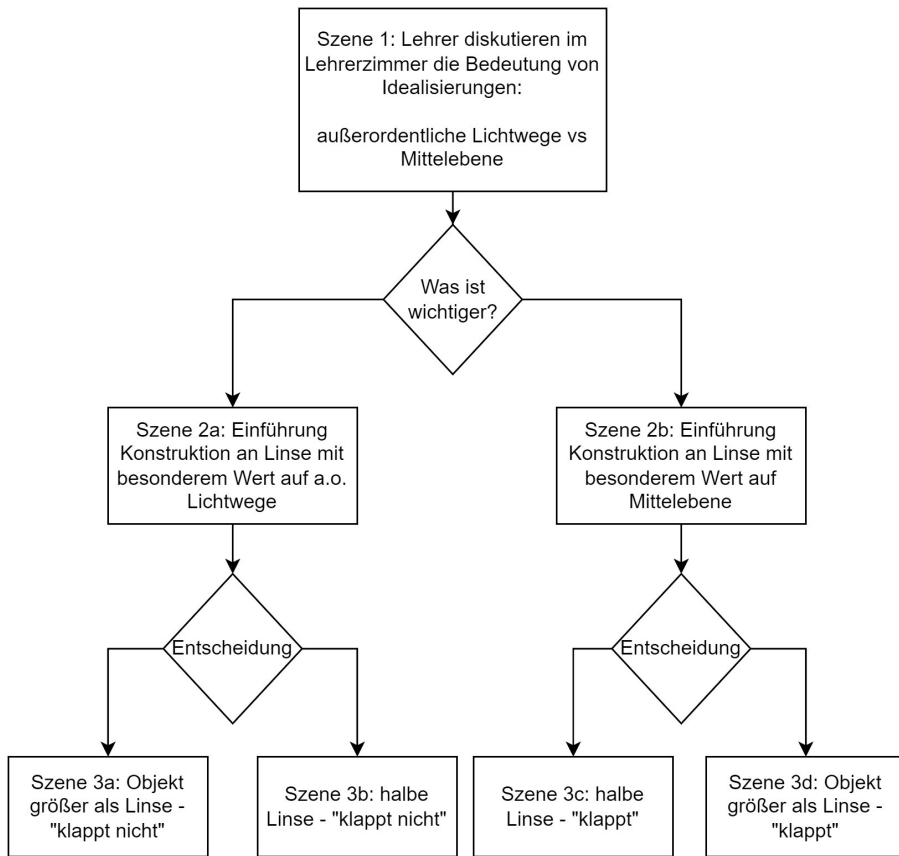 Szene 1: Lehrer diskutieren im
Lehrerzimmer die Bedeutung von
Idealisierungen:
außerordentliche Lichtwege vs
Mittelebene
Was ist
wichtiger?
Szene 2a: Einführung
Konstruktion an Linse mit
besonderem Wert auf a.o.
Lichtwege
Szene 2b: Einführung
Konstruktion an Linse mit
besonderem Wert auf
Mittelebene
Entscheidung
Entscheidung
Szene 3a: Objekt
größer als Linse -
"klappt nicht"
Szene 3b: halbe
Linse - "klappt nicht"
Szene 3c: halbe
Linse - "klappt"
Szene 3d: Objekt
größer als Linse -
"klappt"